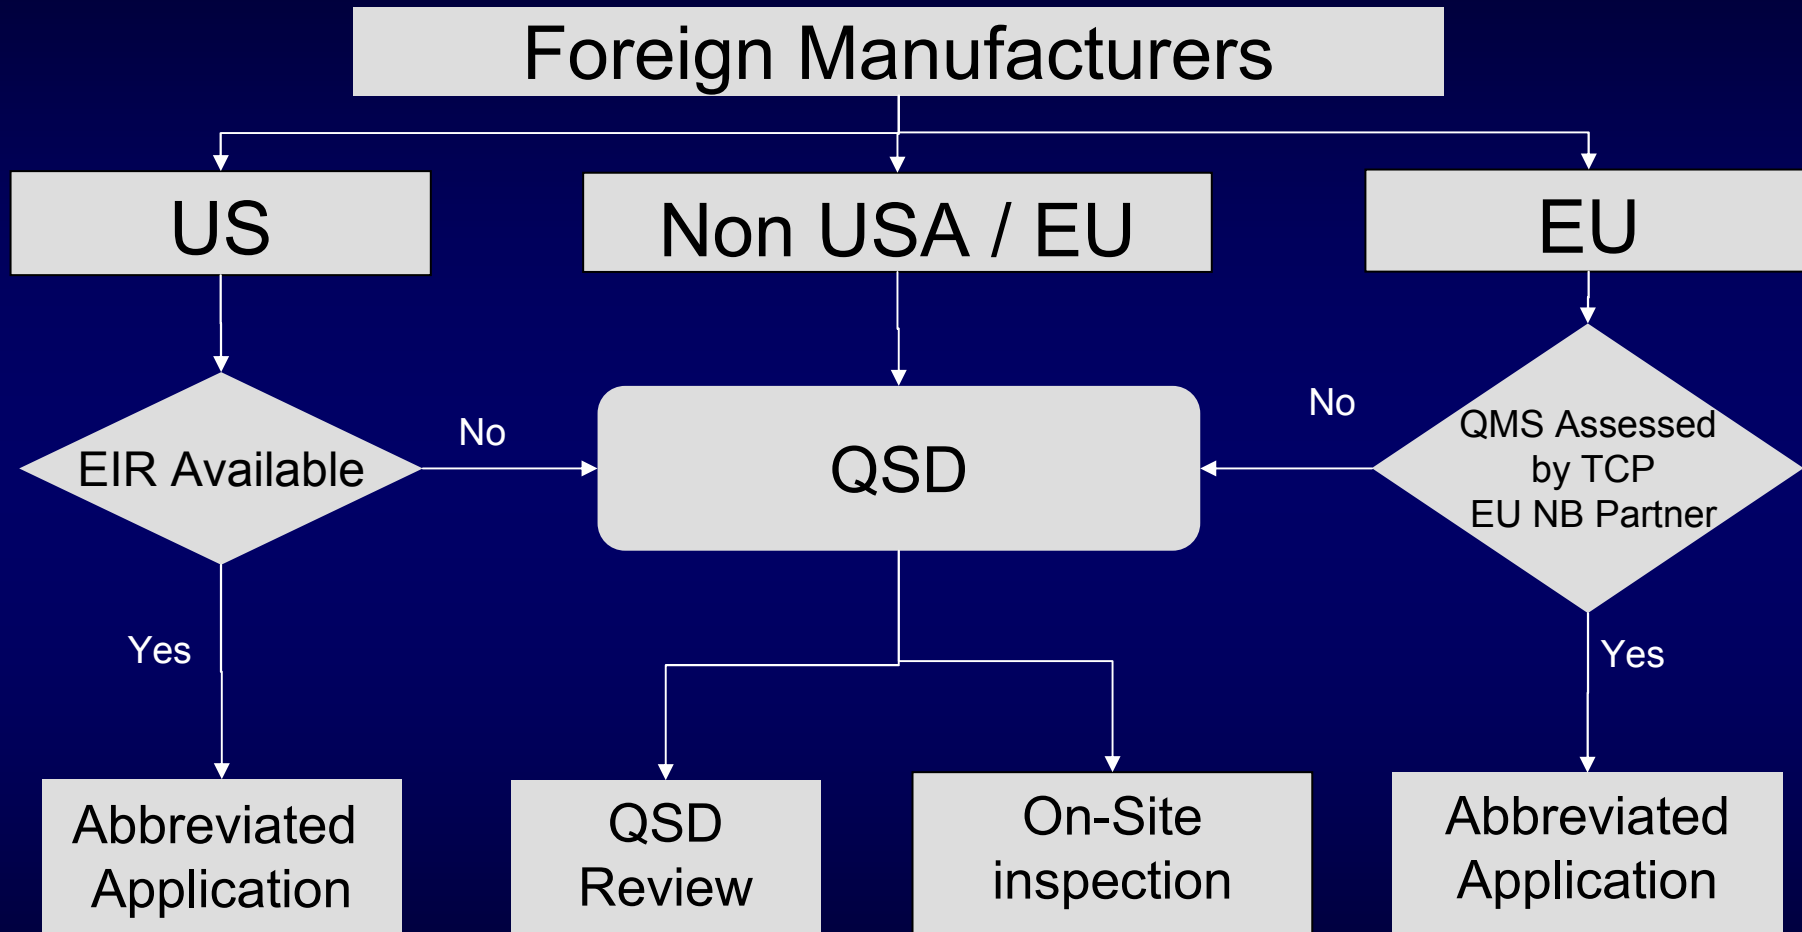 Foreign Manufacturers
US
Non USA / EU
EU
EIR Available
No
QSD
No
QMS Assessed
by TCP
EU NB Partner
Yes
Yes
Abbreviated
Application
QSD
Review
On-Site
inspection
Abbreviated
Application